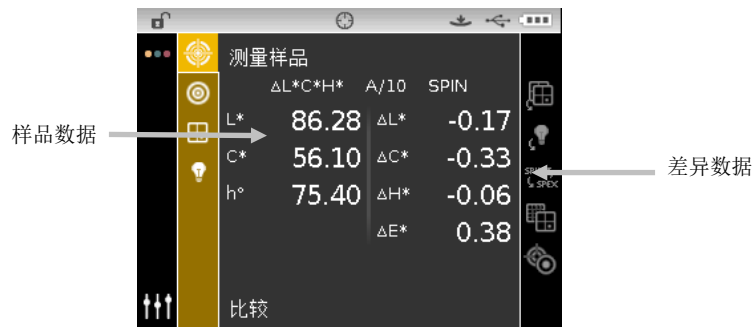 测量样品
ΔL*C*H* A/10 SPIN
L* 86.28 ΔL* -0.17
C* 56.10 ΔC* -0.33
h° 75.40 ΔH* -0.06
ΔE* 0.38
比较
样品数据
差异数据
SPEX